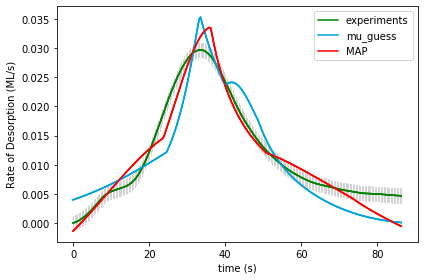 experiments
mu_guess
MAP
Rate of Desorption (ML/s)
0.035
0.030
0.025
0.020
0.015
0.010
0.005
0.000
0
20
40
60
80
time (s)